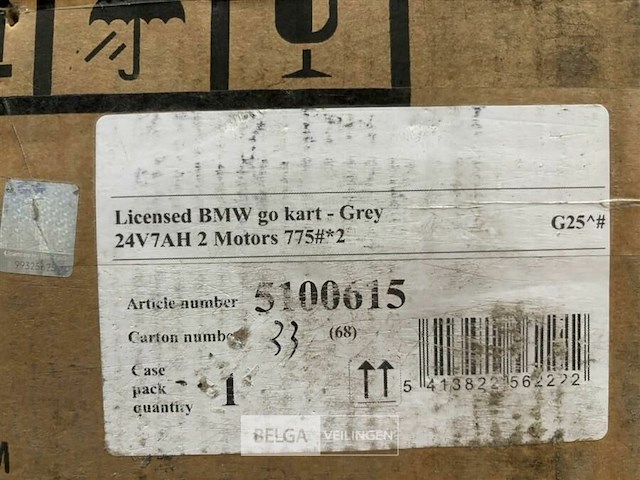 Licensed BMW go kart - Grey
24V7AH 2 Motors 775#*2
G25^#
Article number 5100615
Carton number 33 (68)
Case
pack
quantity 1
5 413822 562222
BELGA VEILINGEN
M